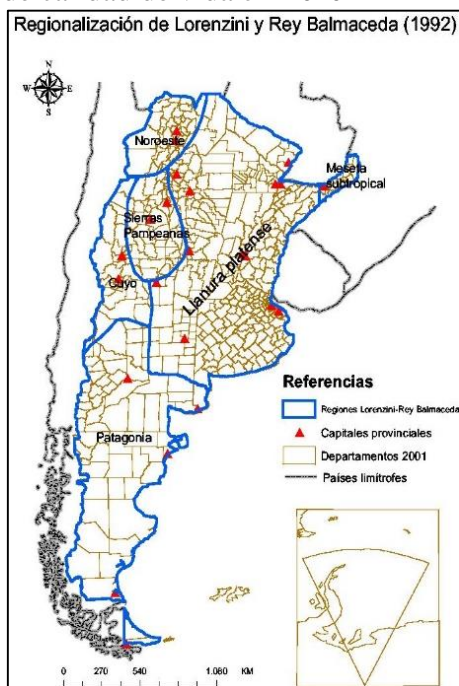 Regionalización de Lorenzini y Rey Balmaceda (1992)
N
W E
S
Noroeste
Meseta
subtropical
Sierras
Pampeanas
Llanura platense
Cuyo
Patagonia
Referencias
Regiones Lorenzini-Rey Balmaceda
Capitales provinciales
Departamentos 2001
Países limítrofes
0 270 540 1.060 KM